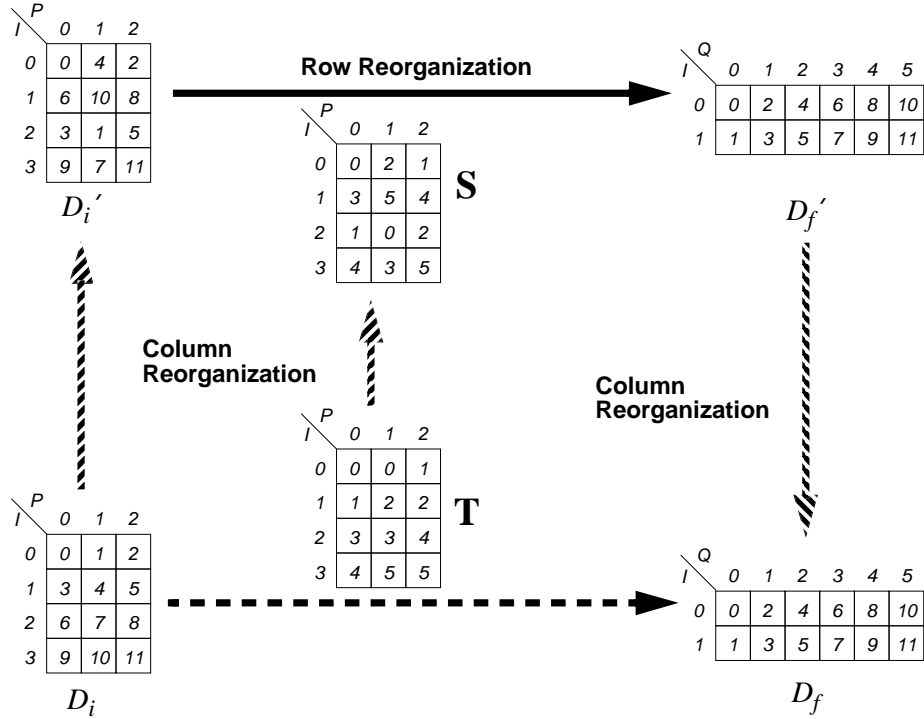 P
I
0 1 2
0 0 4 2
1 6 10 8
2 3 1 5
3 9 7 11
D_i′
Row Reorganization
P
I
0 1 2
0 0 2 1
1 3 5 4
2 1 0 2
3 4 3 5
S
Q
I
0 1 2 3 4 5
0 0 2 4 6 8 10
1 1 3 5 7 9 11
D_f′
Column
Reorganization
Column
Reorganization
P
I
0 1 2
0 0 0 1
1 1 2 2
2 3 3 4
3 4 5 5
T
P
I
0 1 2
0 0 1 2
1 3 4 5
2 6 7 8
3 9 10 11
D_i
Q
I
0 1 2 3 4 5
0 0 2 4 6 8 10
1 1 3 5 7 9 11
D_f